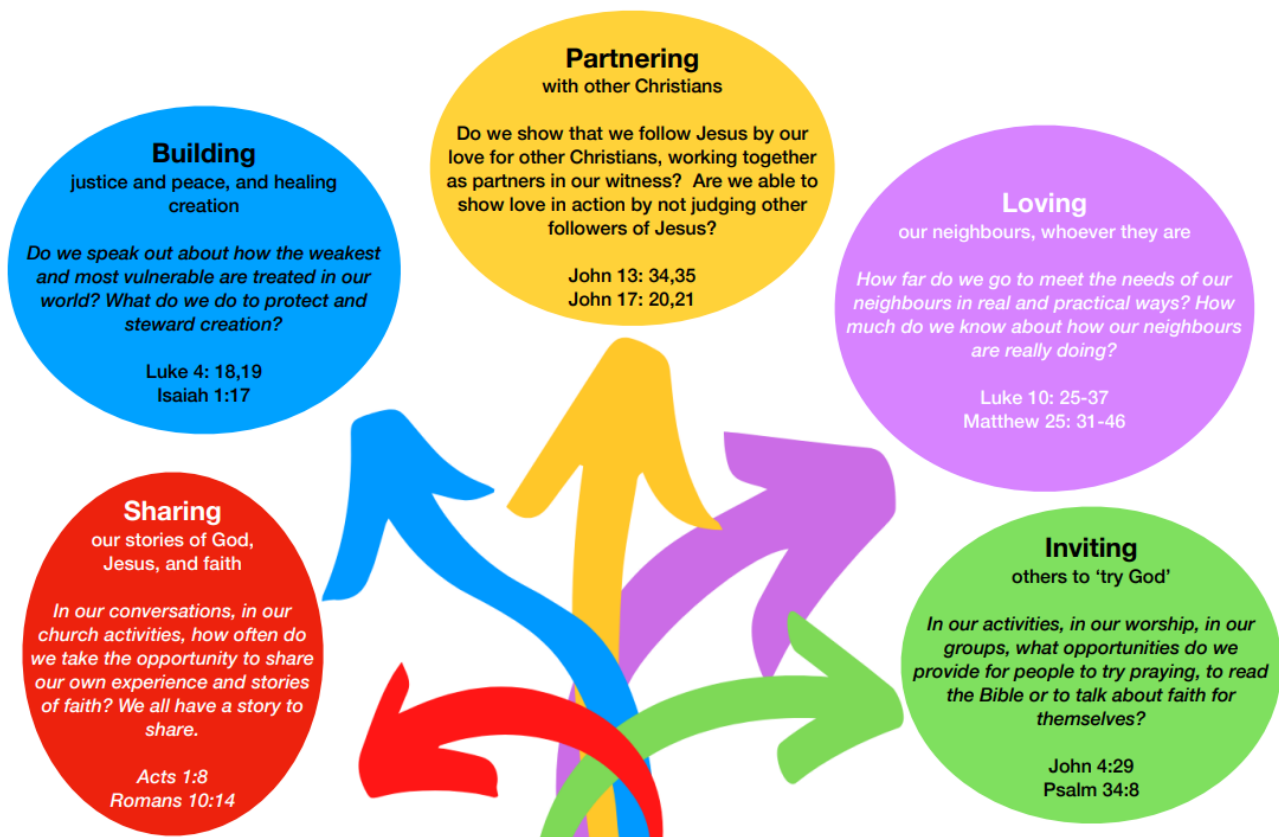 Partnering
with other Christians
Do we show that we follow Jesus by our
love for other Christians, working together
as partners in our witness?  Are we able to
show love in action by not judging other
followers of Jesus?
John 13: 34,35
John 17: 20,21
Building
justice and peace, and healing
creation
Do we speak out about how the weakest
and most vulnerable are treated in our
world? What do we do to protect and
steward creation?
Luke 4: 18,19
Isaiah 1:17
Loving
our neighbours, whoever they are
How far do we go to meet the needs of our
neighbours in real and practical ways? How
much do we know about how our neighbours
are really doing?
Luke 10: 25-37
Matthew 25: 31-46
Sharing
our stories of God,
Jesus, and faith
In our conversations, in our
church activities, how often do
we take the opportunity to share
our own experience and stories
of faith? We all have a story to
share.
Acts 1:8
Romans 10:14
Inviting
others to ‘try God’
In our activities, in our worship, in our
groups, what opportunities do we
provide for people to try praying, to read
the Bible or to talk about faith for
themselves?
John 4:29
Psalm 34:8